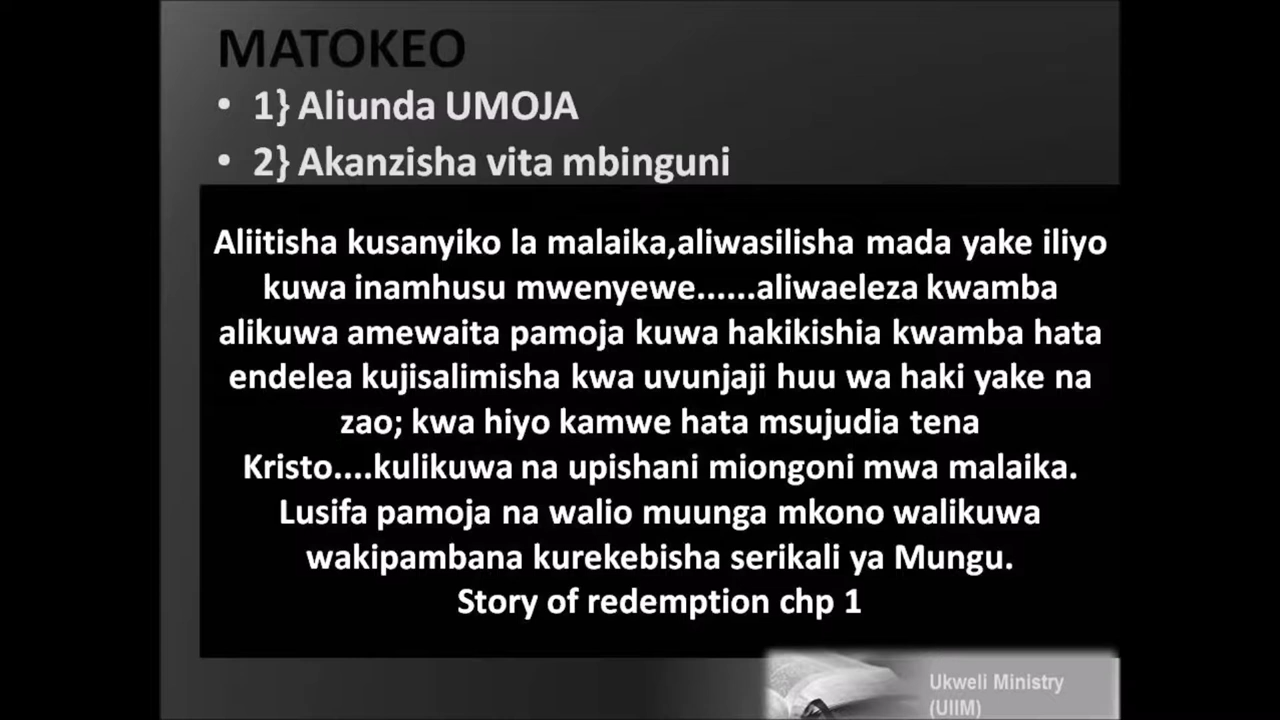 MATOKEO
• 1} Aliunda UMOJA
• 2} Akanzisha vita mbinguni
Aliitisha kusanyiko la malaika,aliwasilisha mada yake iliyo
kuwa inamhusu mwenyewe......aliwaeleza kwamba
alikuwa amewaita pamoja kuwa hakikishia kwamba hata
endelea kujisalimisha kwa uvunjaji huu wa haki yake na
zao; kwa hiyo kamwe hata msujudia tena
Kristo....kulikuwa na upishani miongoni mwa malaika.
Lusifa pamoja na walio muunga mkono walikuwa
wakipambana kurekebisha serikali ya Mungu.
Story of redemption chp 1
Ukweli Ministry
(UIIM)